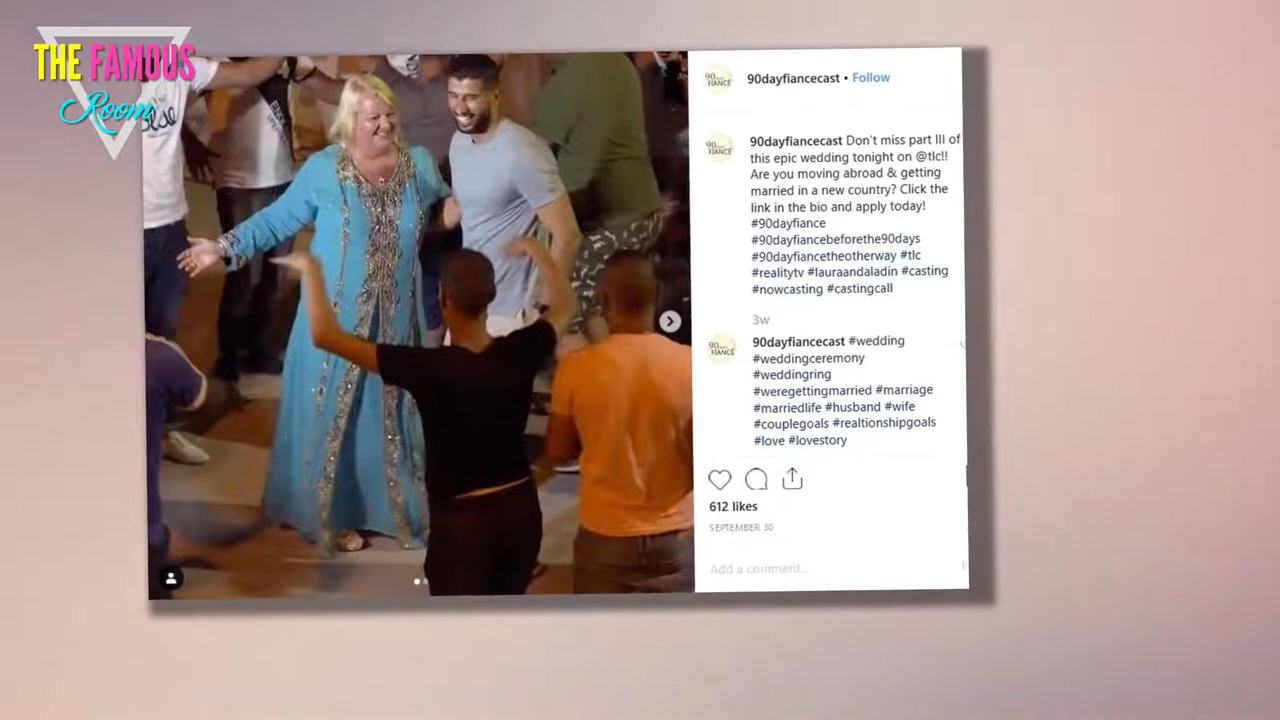 THE FAMOUS
Room
90dayfiancecast • Follow
90dayfiancecast Don't miss part III of
this epic wedding tonight on @tlc!!
Are you moving abroad & getting
married in a new country? Click the
link in the bio and apply today!
#90dayfiance
#90dayfiancebeforethe90days
#90dayfiancetheotherway #tlc
#realitytv #lauraandaladin #casting
#nowcasting #castingcall
3w
90dayfiancecast #wedding
#weddingceremony
#weddingring
#weregettingmarried #marriage
#marriedlife #husband #wife
#couplegoals #realtionshipgoals
#love #lovestory
612 likes
SEPTEMBER 30
Add a comment...